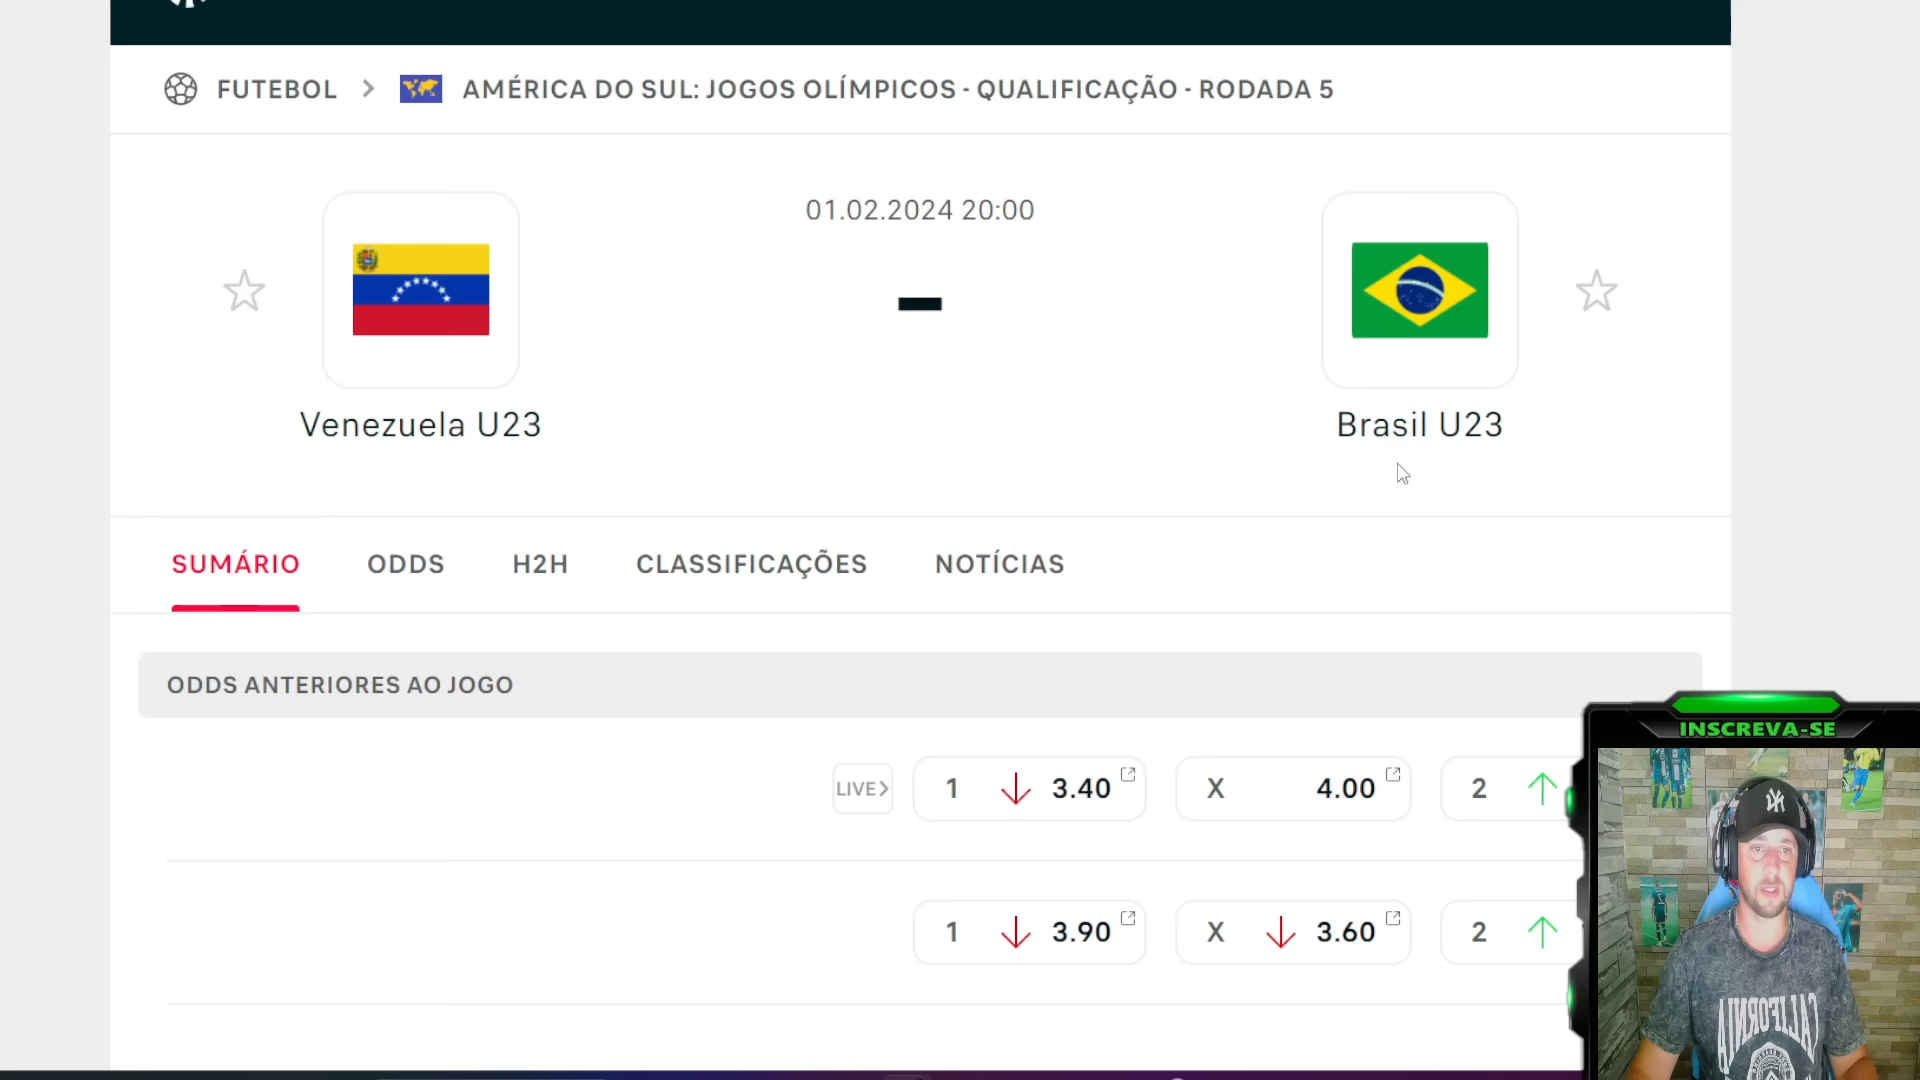 FUTEBOL > AMÉRICA DO SUL: JOGOS OLÍMPICOS - QUALIFICAÇÃO - RODADA 5
01.02.2024 20:00
-
Venezuela U23
Brasil U23
SUMÁRIO ODDS H2H CLASSIFICAÇÕES NOTÍCIAS
ODDS ANTERIORES AO JOGO
LIVE> 1 3.40 X 4.00 2
1 3.90 X 3.60 2
INSCREVA-SE
CALIFORNIA